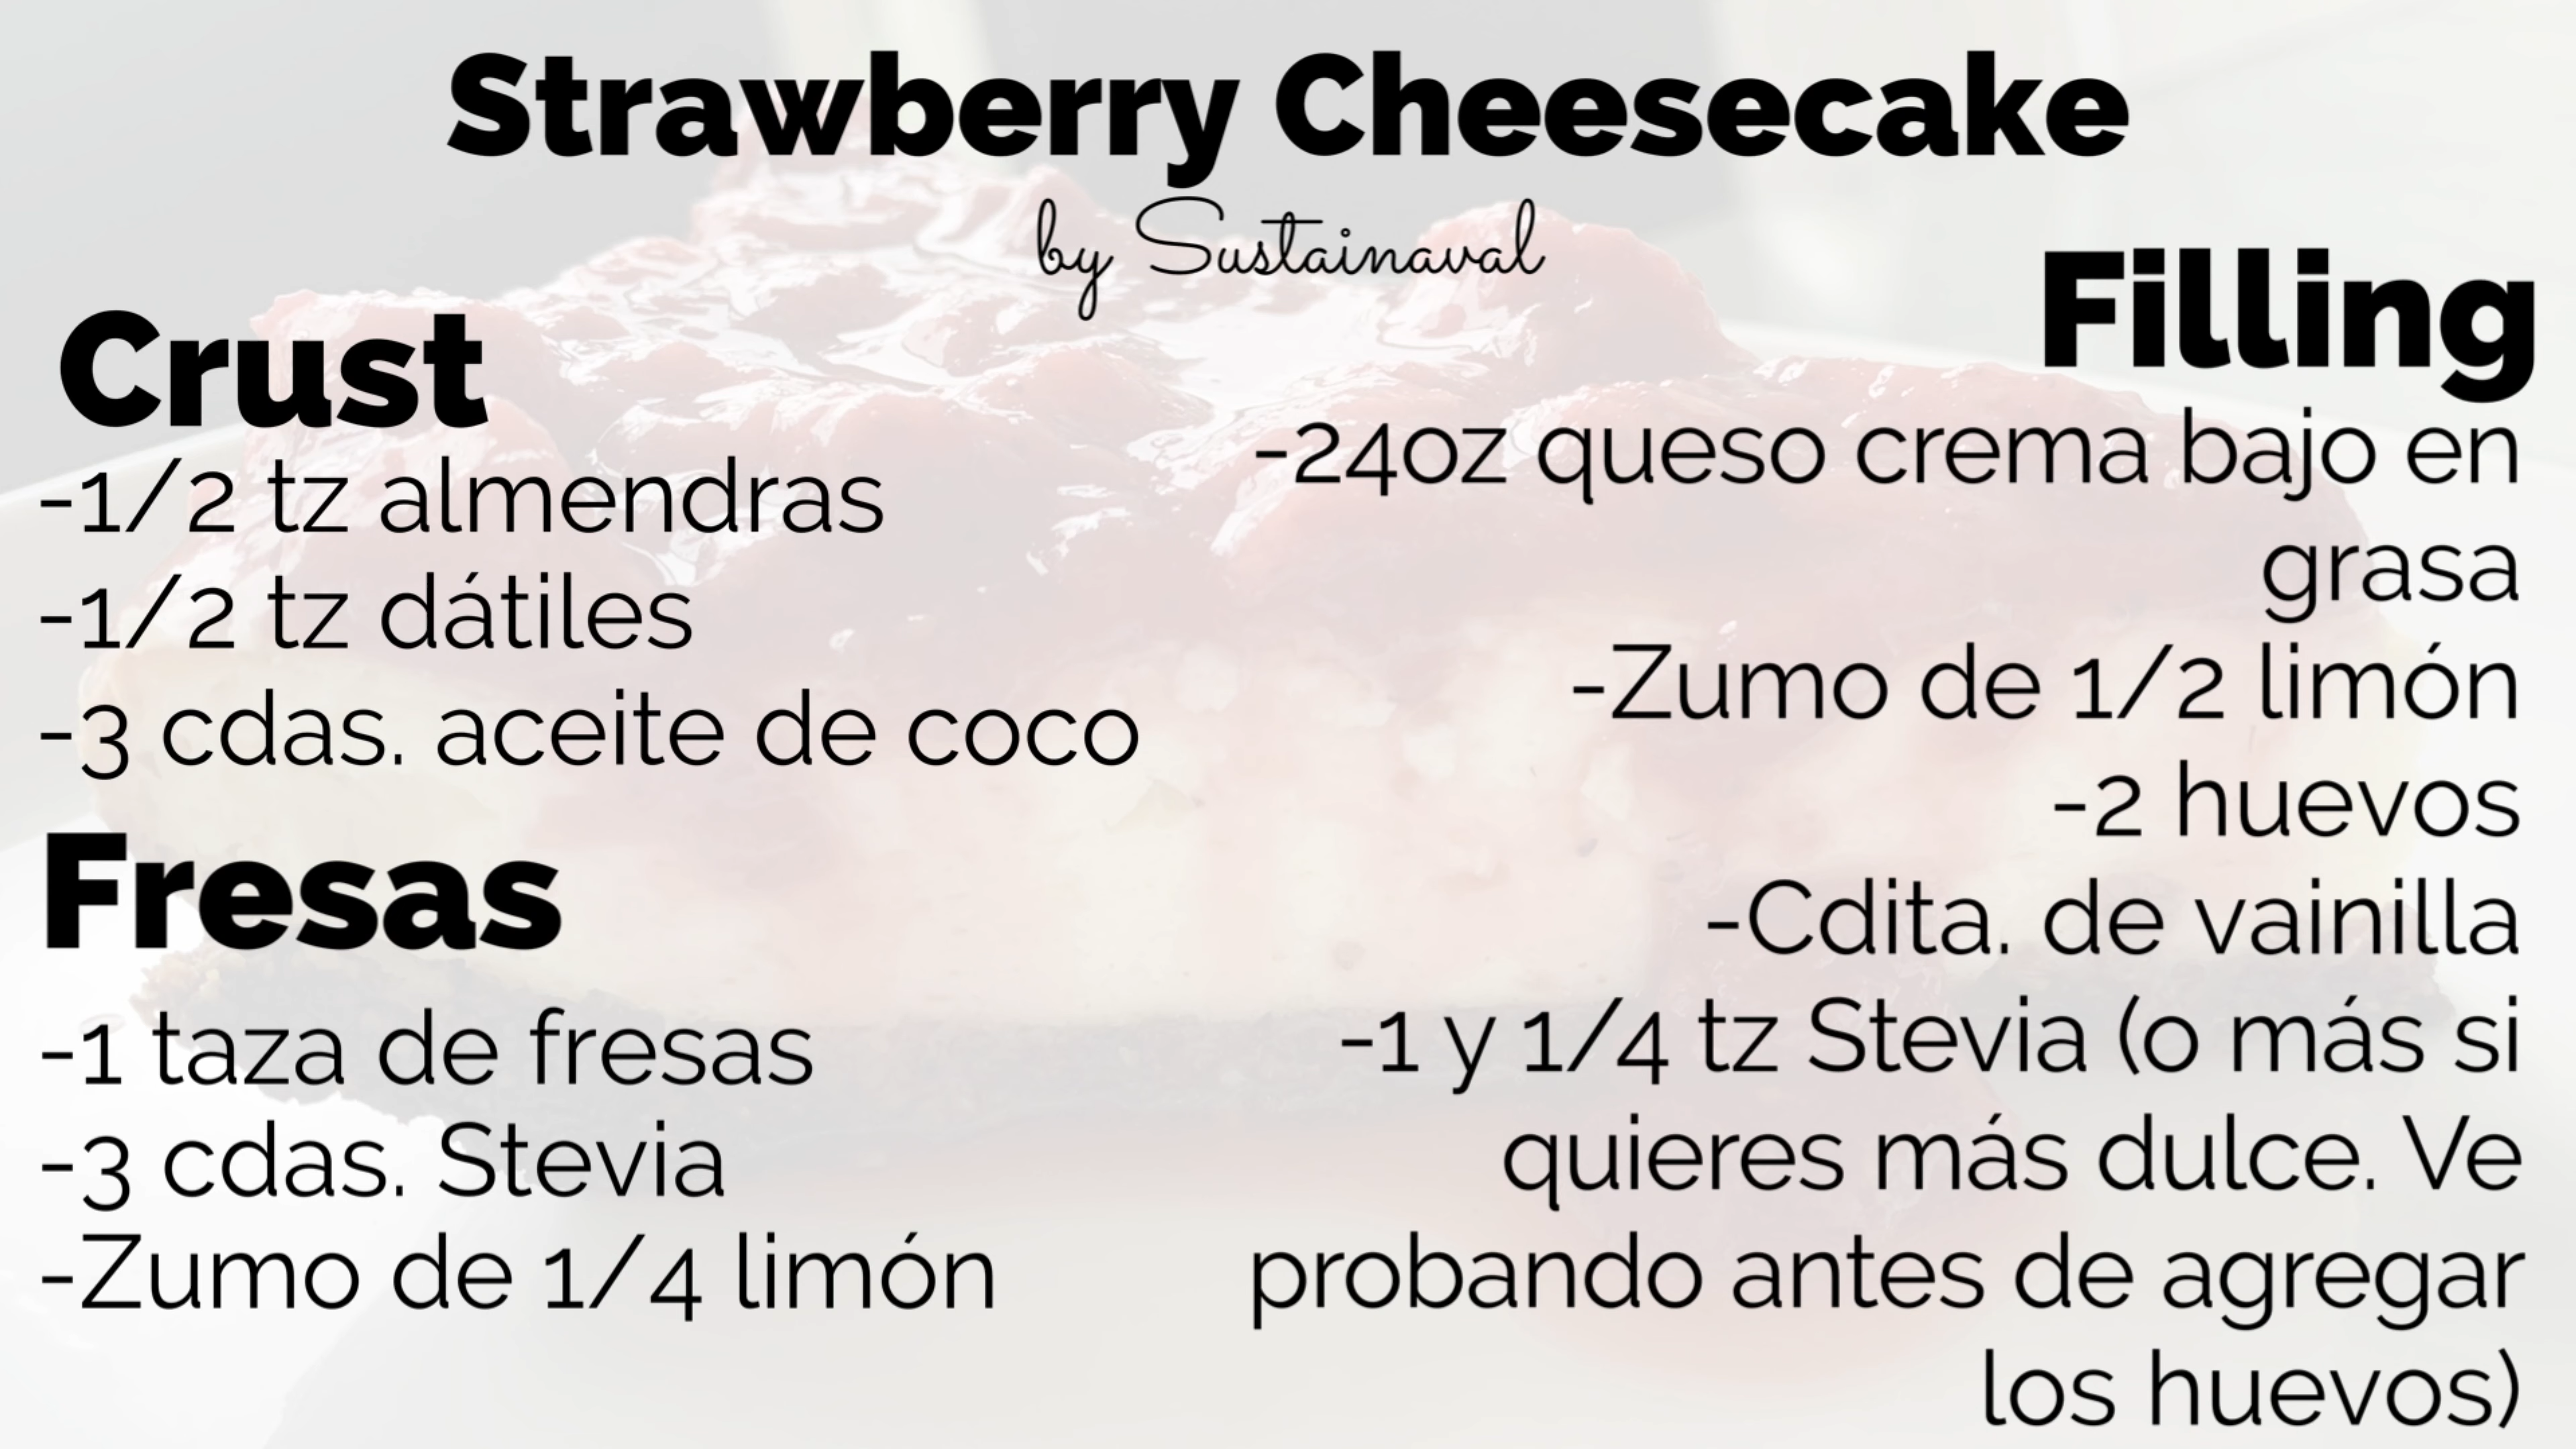 Strawberry Cheesecake
by Sustainaval
Crust
-1/2 tz almendras
-1/2 tz dátiles
-3 cdas. aceite de coco
Fresas
-1 taza de fresas
-3 cdas. Stevia
-Zumo de 1/4 limón
Filling
-24oz queso crema bajo en
grasa
-Zumo de 1/2 limón
-2 huevos
-Cdita. de vainilla
-1 y 1/4 tz Stevia (o más si
quieres más dulce. Ve
probando antes de agregar
los huevos)